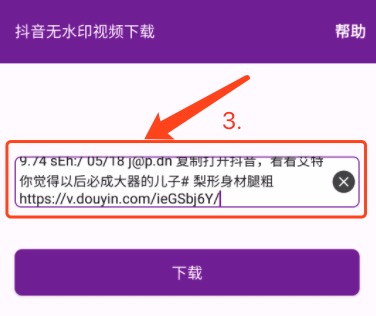 抖音无水印视频下载 帮助
3.
9.74 sEh:/ 05/18 j@p.dn 复制打开抖音，看看艾特
你觉得以后必成大器的儿子# 梨形身材腿粗
https://v.douyin.com/ieGSbj6Y/
下载